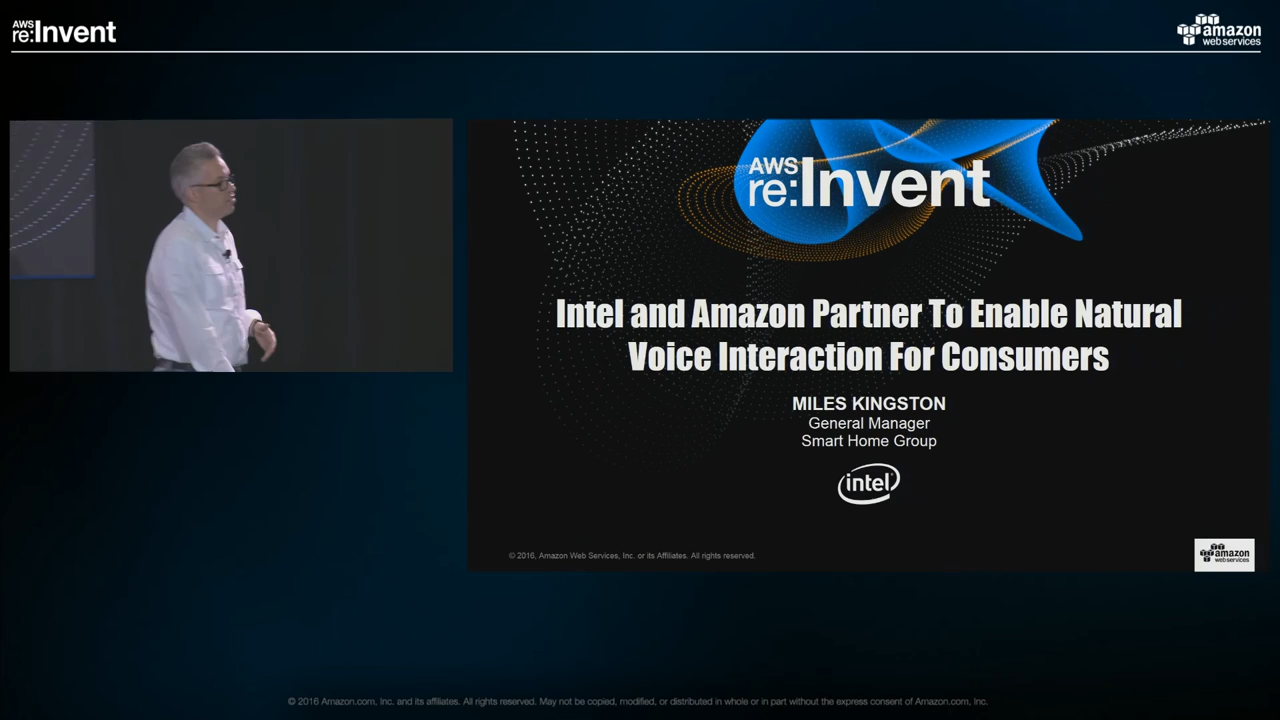 AWS
re:Invent
amazon
web services
AWS
re:Invent
Intel and Amazon Partner To Enable Natural
Voice Interaction For Consumers
MILES KINGSTON
General Manager
Smart Home Group
intel
© 2016, Amazon Web Services, Inc. or its Affiliates. All rights reserved.
amazon
web services
© 2016 Amazon.com, Inc. and its affiliates. All rights reserved. May not be copied, modified, or distributed in whole or in part without the express consent of Amazon.com, Inc.